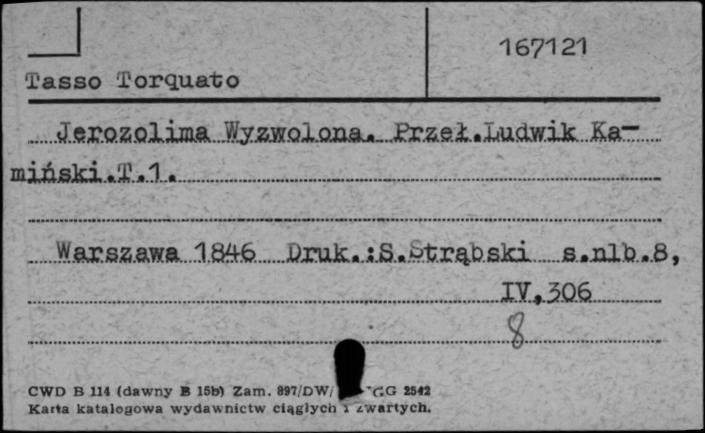 167121
Tasso Torquato
Jerozolima Wyzwolona. Przeł.Ludwik Ka-
miński.T.1.
Warszawa 1846 Druk.:S.Strąbski s.nlb.8,
IV,306
8
CWD B 114 (dawny B 15b) Zam. 897/DW/ GG 2542
Karta katalogowa wydawnictw ciągłych i zwartych.